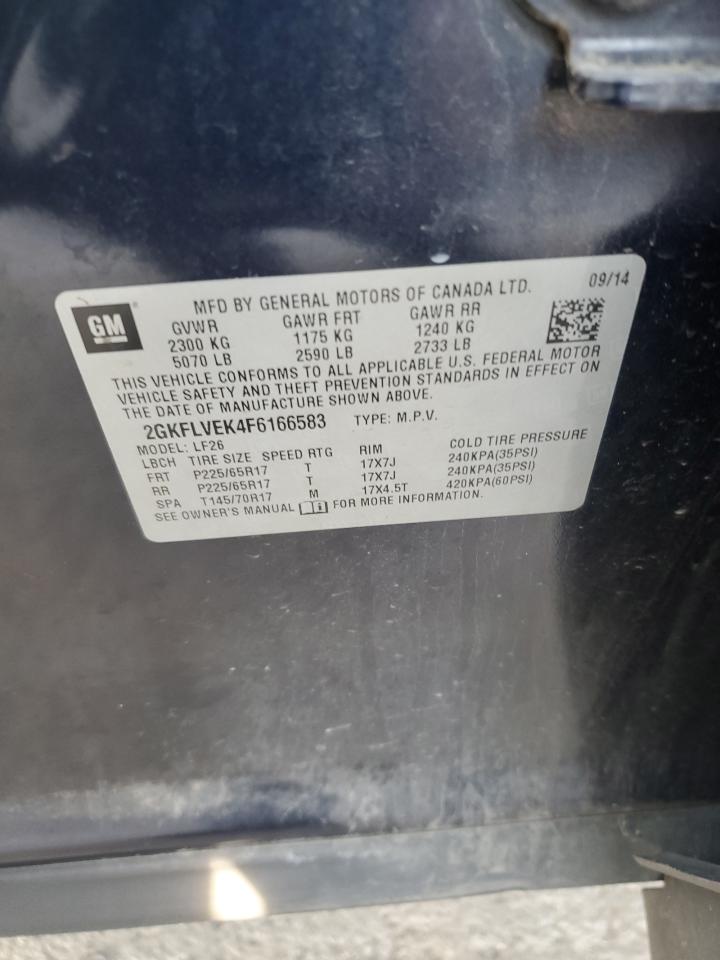 GM
MFD BY GENERAL MOTORS OF CANADA LTD. 09/14
GVWR GAWR FRT GAWR RR
2300 KG 1175 KG 1240 KG
5070 LB 2590 LB 2733 LB
THIS VEHICLE CONFORMS TO ALL APPLICABLE U.S. FEDERAL MOTOR
VEHICLE SAFETY AND THEFT PREVENTION STANDARDS IN EFFECT ON
THE DATE OF MANUFACTURE SHOWN ABOVE.
2GKFLVEK4F6166583 TYPE: M.P.V.
MODEL: LF26
LBCH TIRE SIZE SPEED RTG RIM COLD TIRE PRESSURE
FRT P225/65R17 T 17X7J 240KPA(35PSI)
RR P225/65R17 T 17X7J 240KPA(35PSI)
SPA T145/70R17 M 17X4.5T 420KPA(60PSI)
SEE OWNER'S MANUAL FOR MORE INFORMATION.